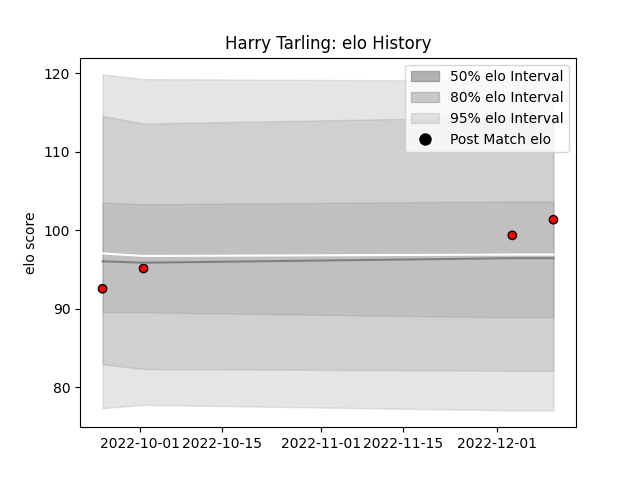 Harry Tarling: elo History
50% elo Interval
80% elo Interval
95% elo Interval
Post Match elo
elo score
120
110
100
90
80
2022-10-01 2022-10-15 2022-11-01 2022-11-15 2022-12-01